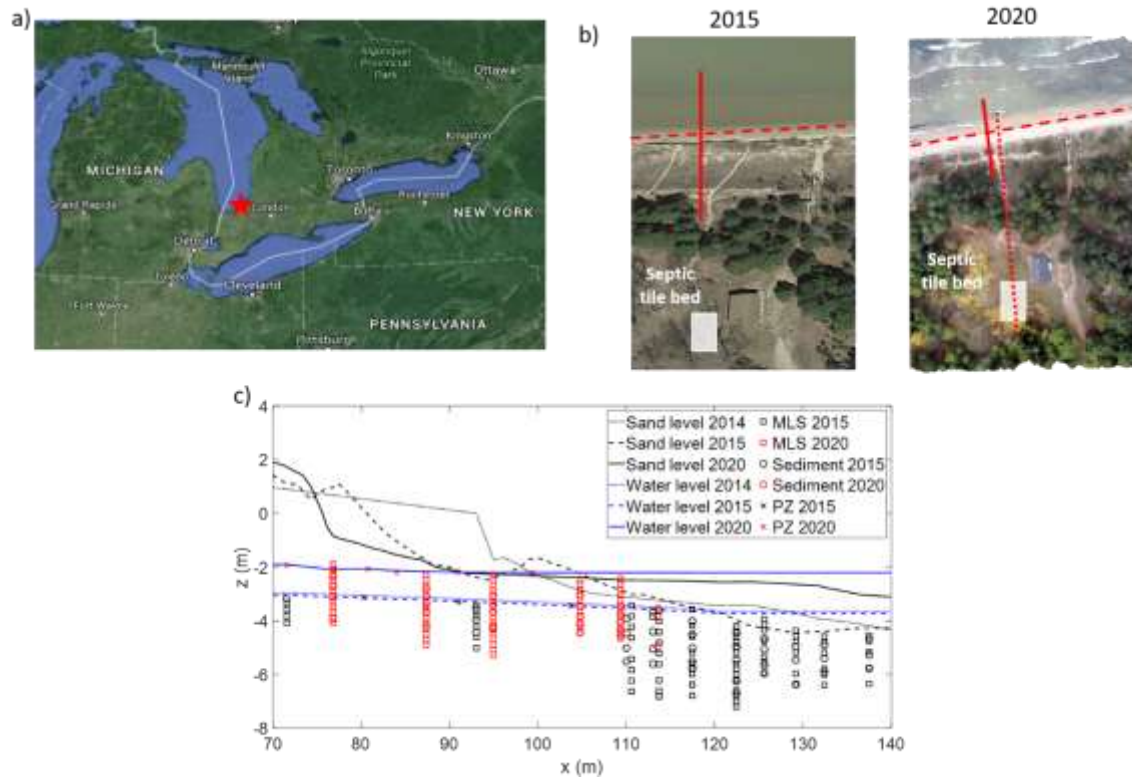 a)
Manitoulin
Island
Provincial
Park
Ottawa
Kingston
MICHIGAN
Toronto
Grand Rapids
London
Buffalo
Rochester
NEW YORK
Detroit
Toledo
Cleveland
Fort Wayne
PENNSYLVANIA
Pittsburgh
b)
2015
2020
Septic
tile bed
Septic
tile bed
c)
4
2
0
-2
-4
-6
-8
z (m)
70
80
90
100
110
120
130
140
x (m)
Sand level 2014
Sand level 2015
Sand level 2020
Water level 2014
Water level 2015
Water level 2020
MLS 2015
MLS 2020
Sediment 2015
Sediment 2020
PZ 2015
PZ 2020